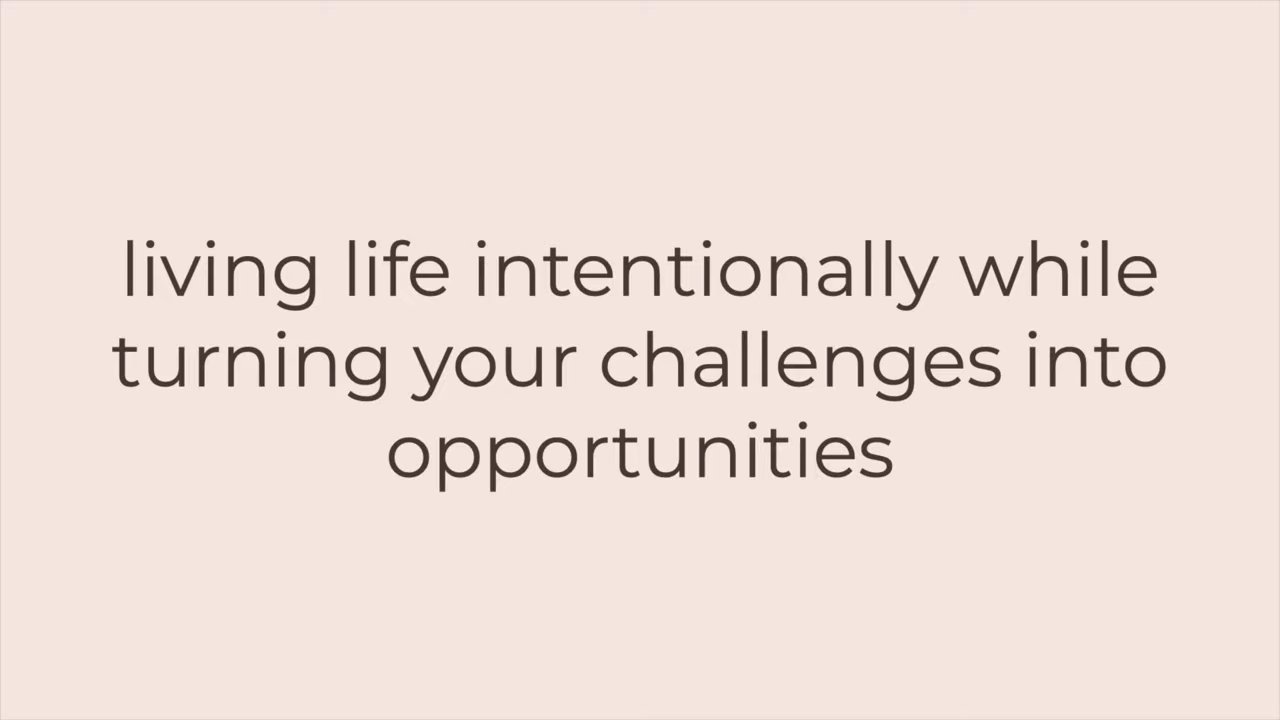 living life intentionally while
turning your challenges into
opportunities